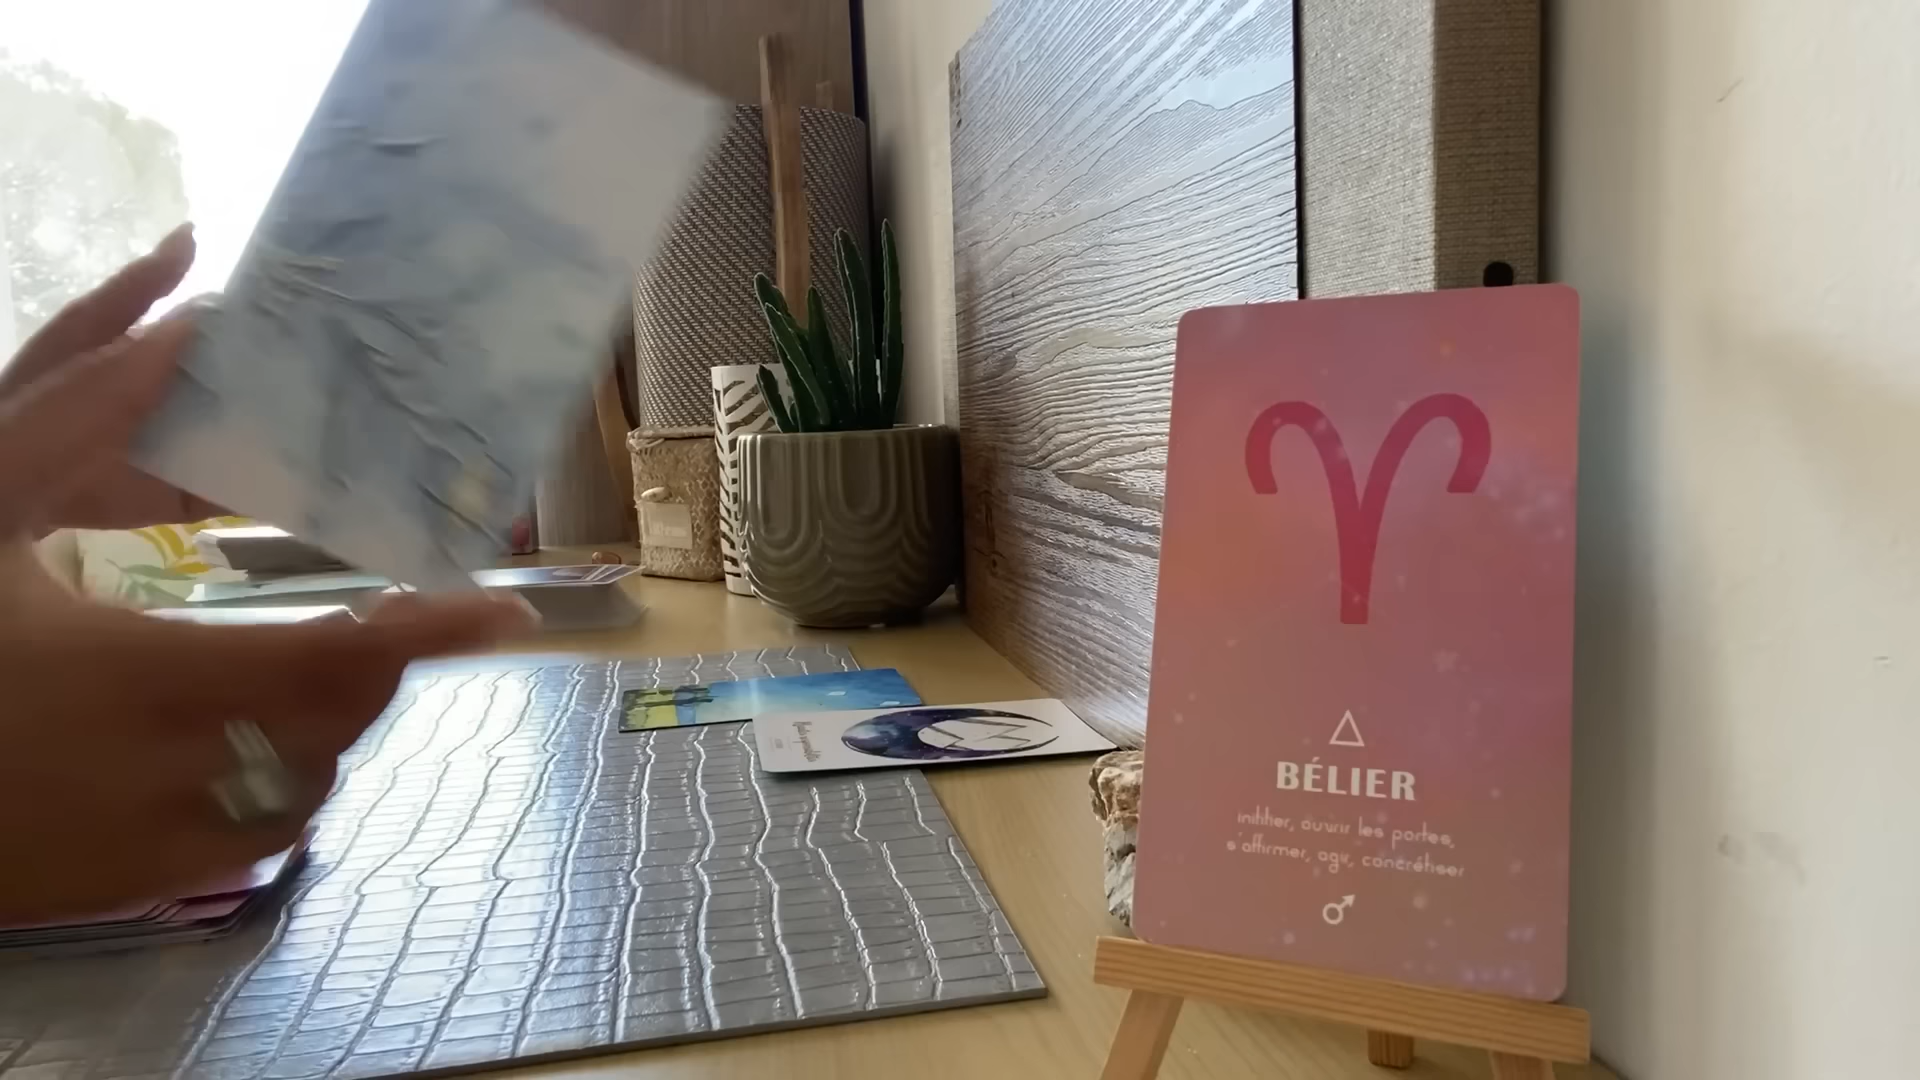 BÉLIER
initier, ouvrir les portes,
s'affirmer, agir, concrétiser